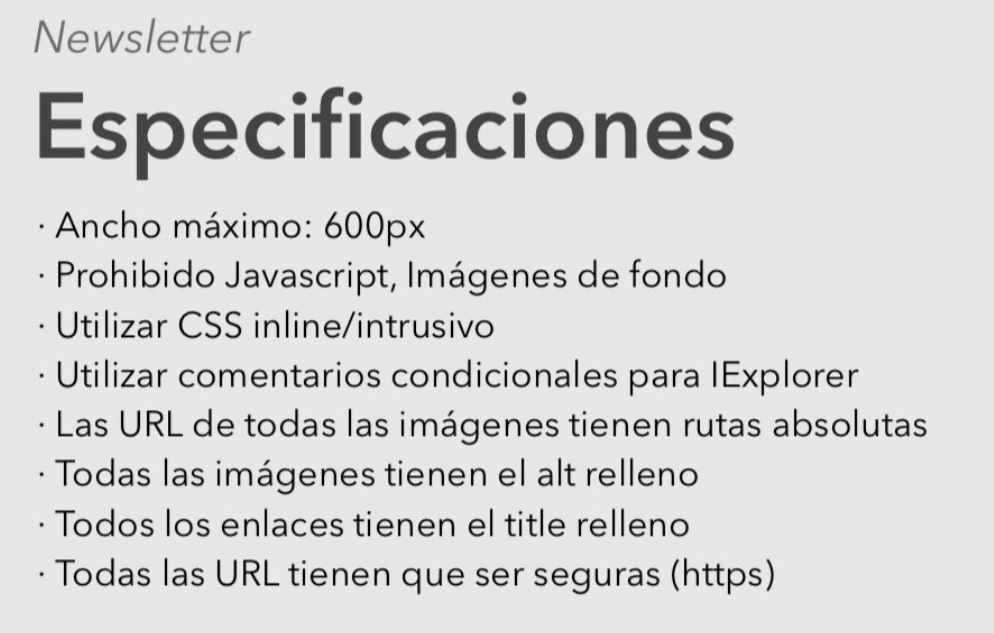 Newsletter
Especificaciones
· Ancho máximo: 600px
· Prohibido Javascript, Imágenes de fondo
· Utilizar CSS inline/intrusivo
· Utilizar comentarios condicionales para IExplorer
· Las URL de todas las imágenes tienen rutas absolutas
· Todas las imágenes tienen el alt relleno
· Todos los enlaces tienen el title relleno
· Todas las URL tienen que ser seguras (https)